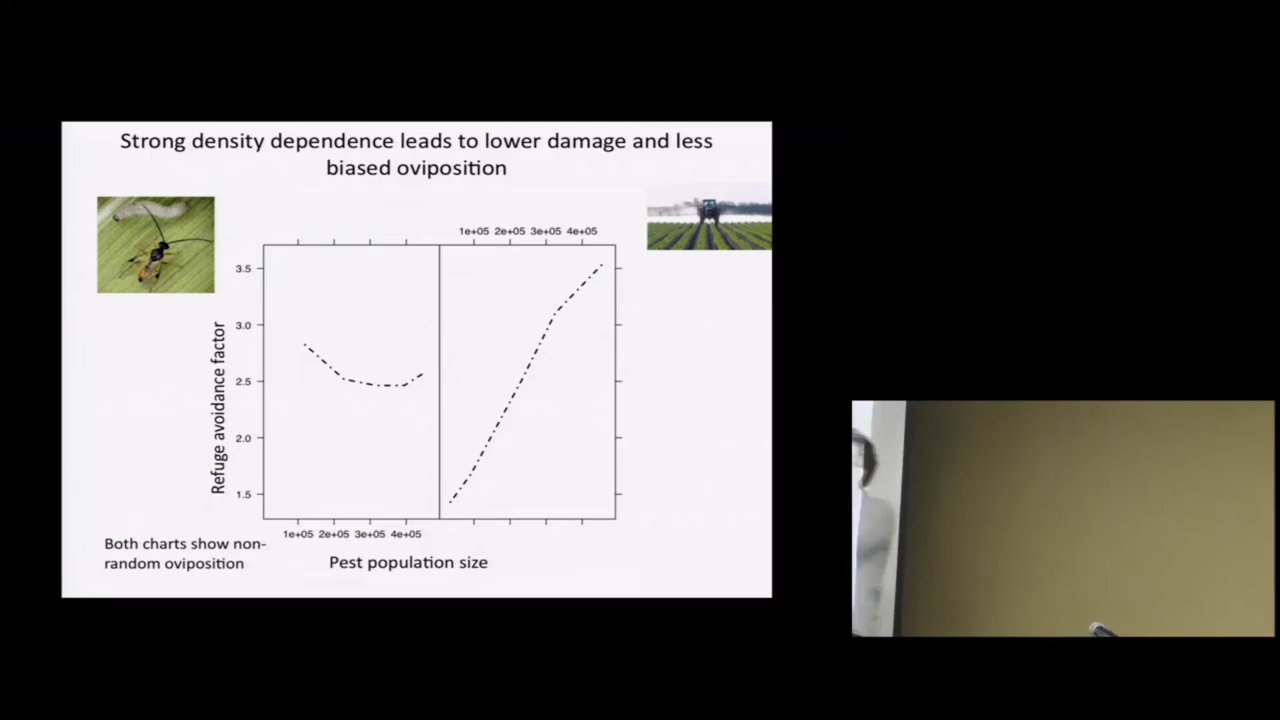 Strong density dependence leads to lower damage and less
biased oviposition
1e+05 2e+05 3e+05 4e+05
3.5
3.0
2.5
2.0
1.5
Refuge avoidance factor
1e+05 2e+05 3e+05 4e+05
Pest population size
Both charts show non-
random oviposition